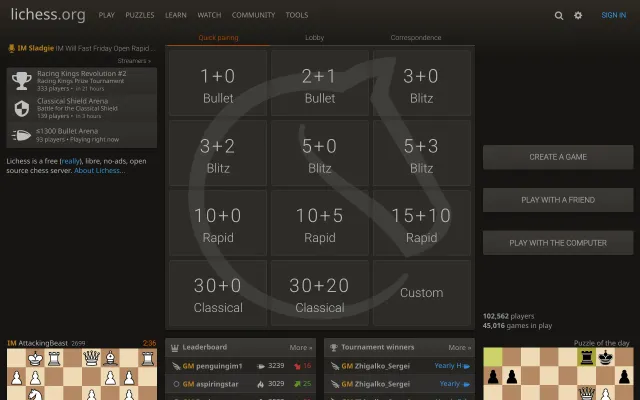 lichess.org PLAY PUZZLES LEARN WATCH COMMUNITY TOOLS SIGN IN
Quick pairing Lobby Correspondence
IM Sladgie IM Will Fast Friday Open Rapid ...
Streamers »
Racing Kings Revolution #2
Racing Kings Prize Tournament
333 players • in 21 hours
Classical Shield Arena
Battle for the Classical Shield
139 players • in 3 hours
≤1300 Bullet Arena
93 players • Playing right now
Lichess is a free (really), libre, no-ads, open
source chess server. About Lichess...
1+0
Bullet
2+1
Bullet
3+0
Blitz
3+2
Blitz
5+0
Blitz
5+3
Blitz
10+0
Rapid
10+5
Rapid
15+10
Rapid
30+0
Classical
30+20
Classical
Custom
CREATE A GAME
PLAY WITH A FRIEND
PLAY WITH THE COMPUTER
102,562 players
45,016 games in play
IM AttackingBeast 2699 2:36
Leaderboard More »
GM penguingim1 3239 16
GM aspiringstar 3029 25
Tournament winners More »
GM Zhigalko_Sergei Yearly H
GM Zhigalko_Sergei Yearly
Puzzle of the day